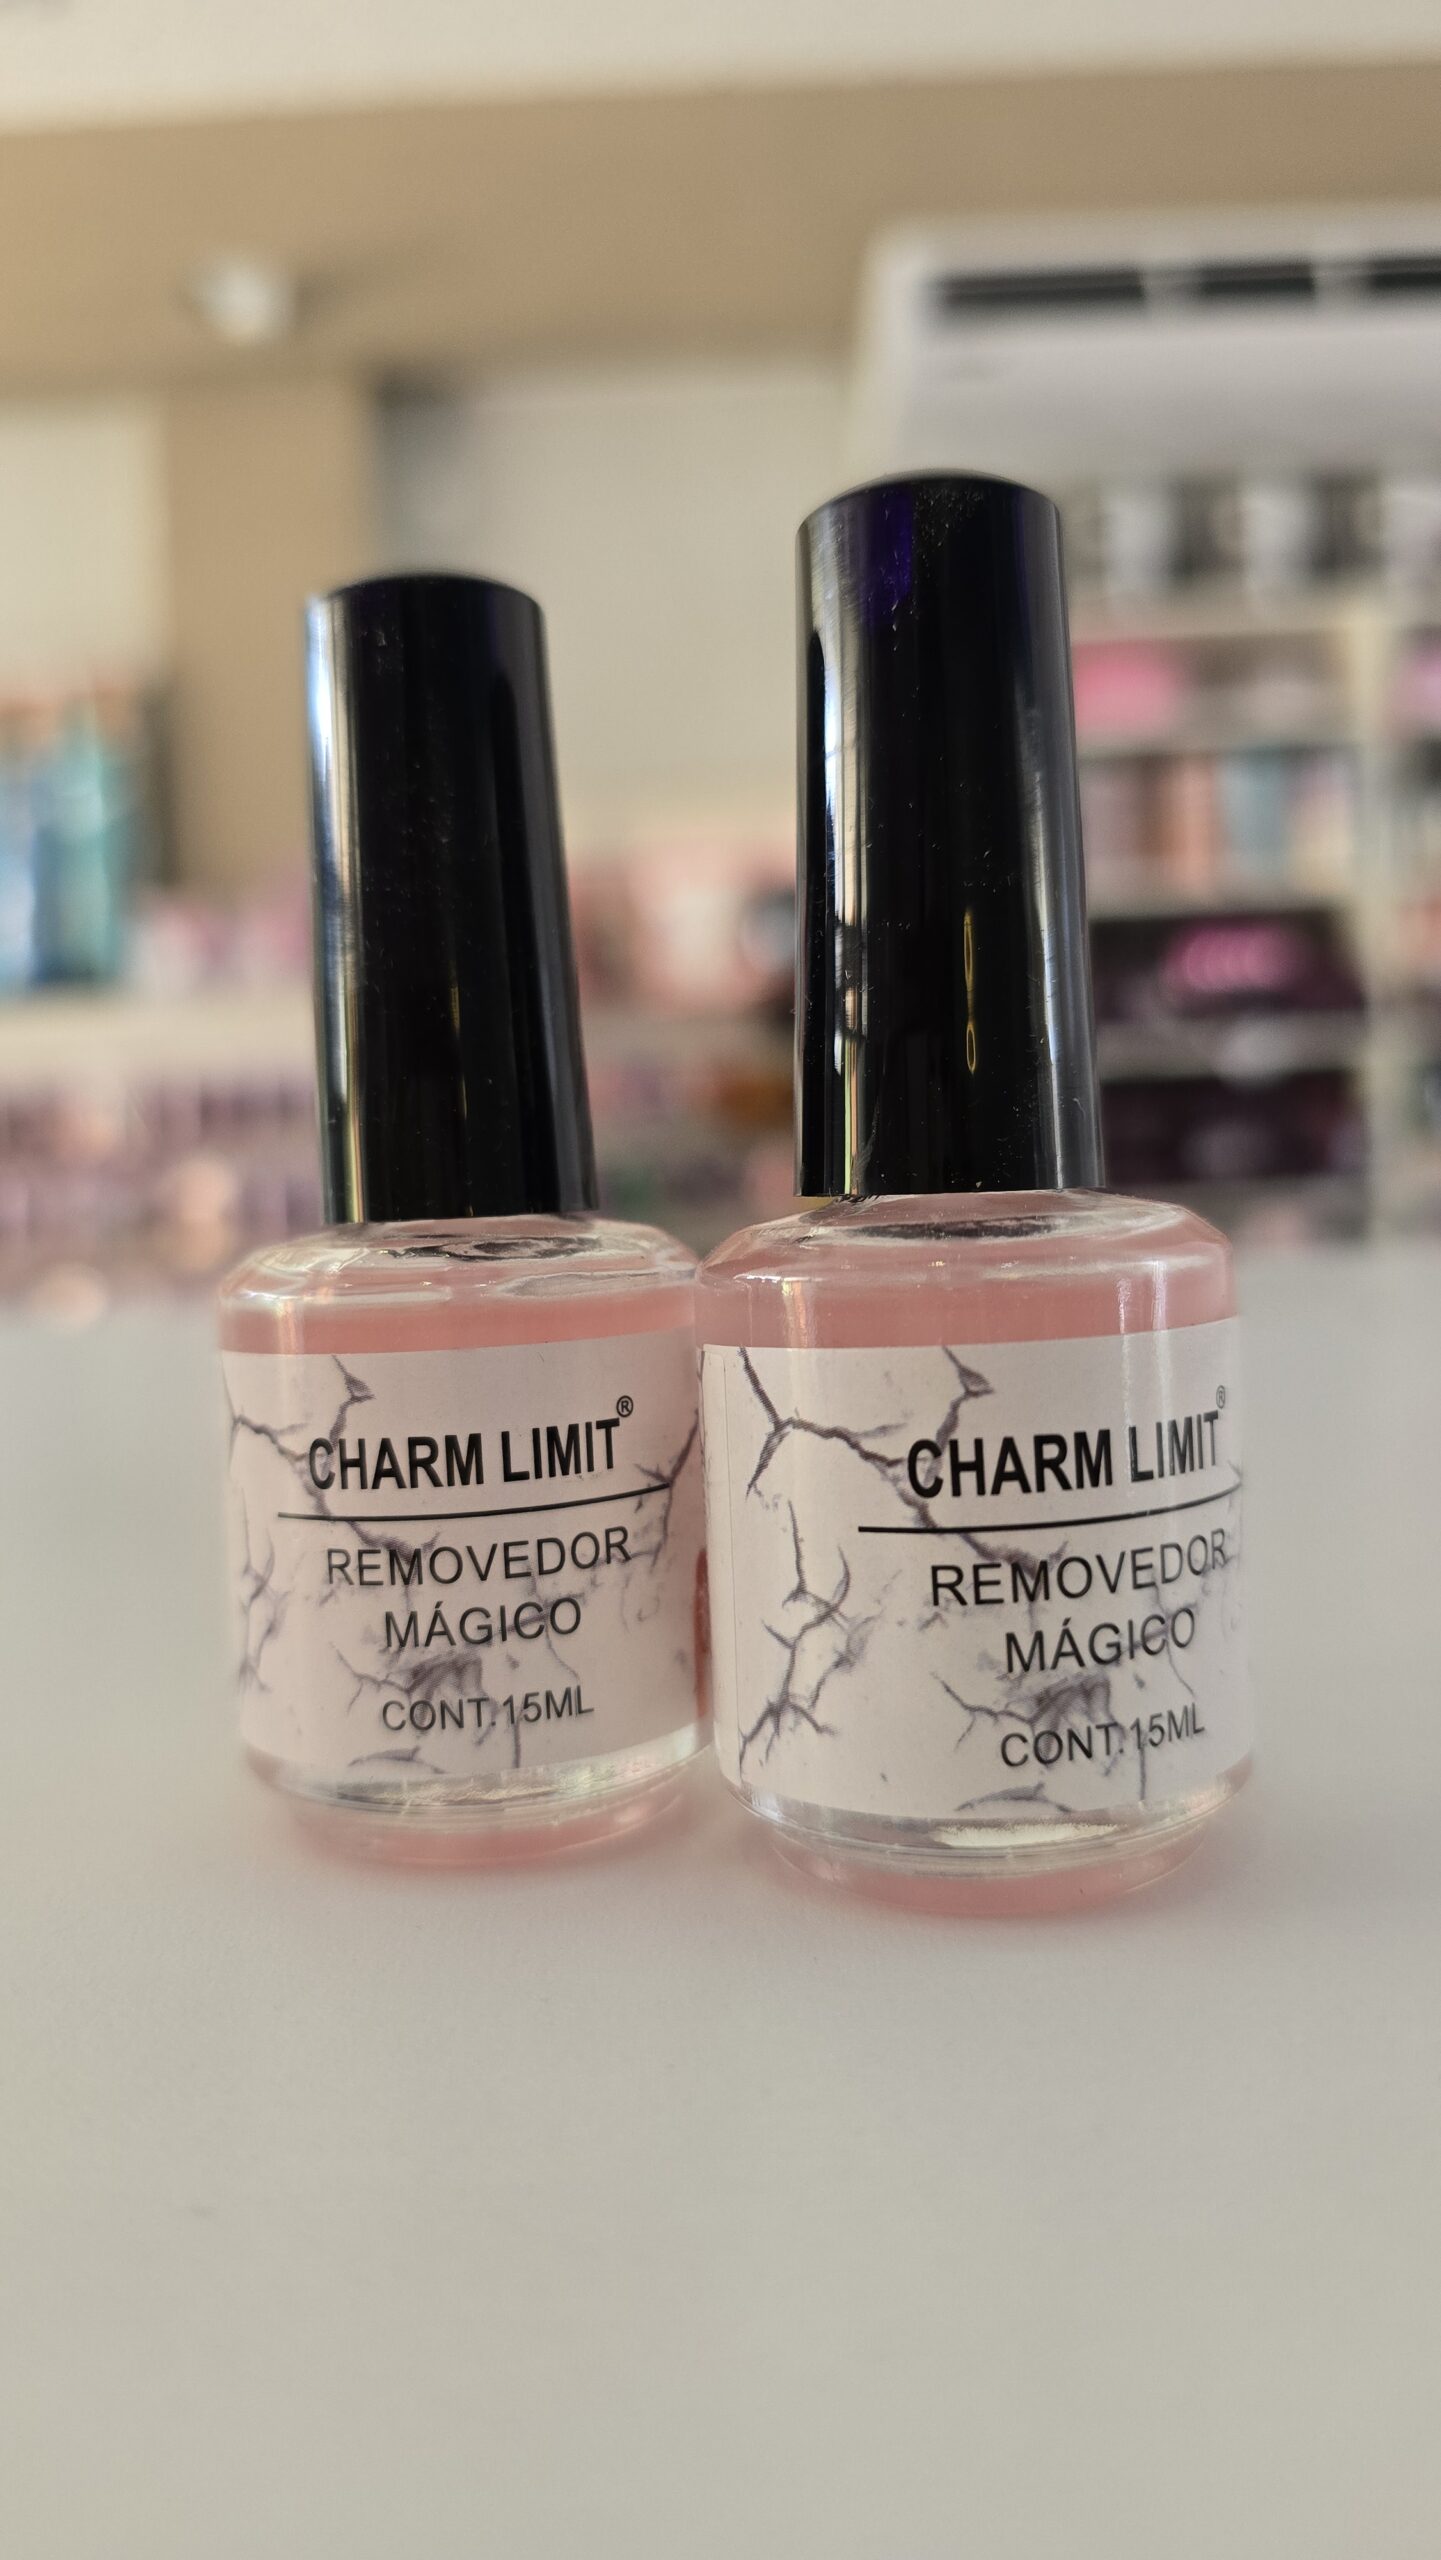 CHARM LIMIT®
REMOVEDOR
MÁGICO
CONT.15ML
CHARM LIMIT®
REMOVEDOR
MÁGICO
CONT.15ML